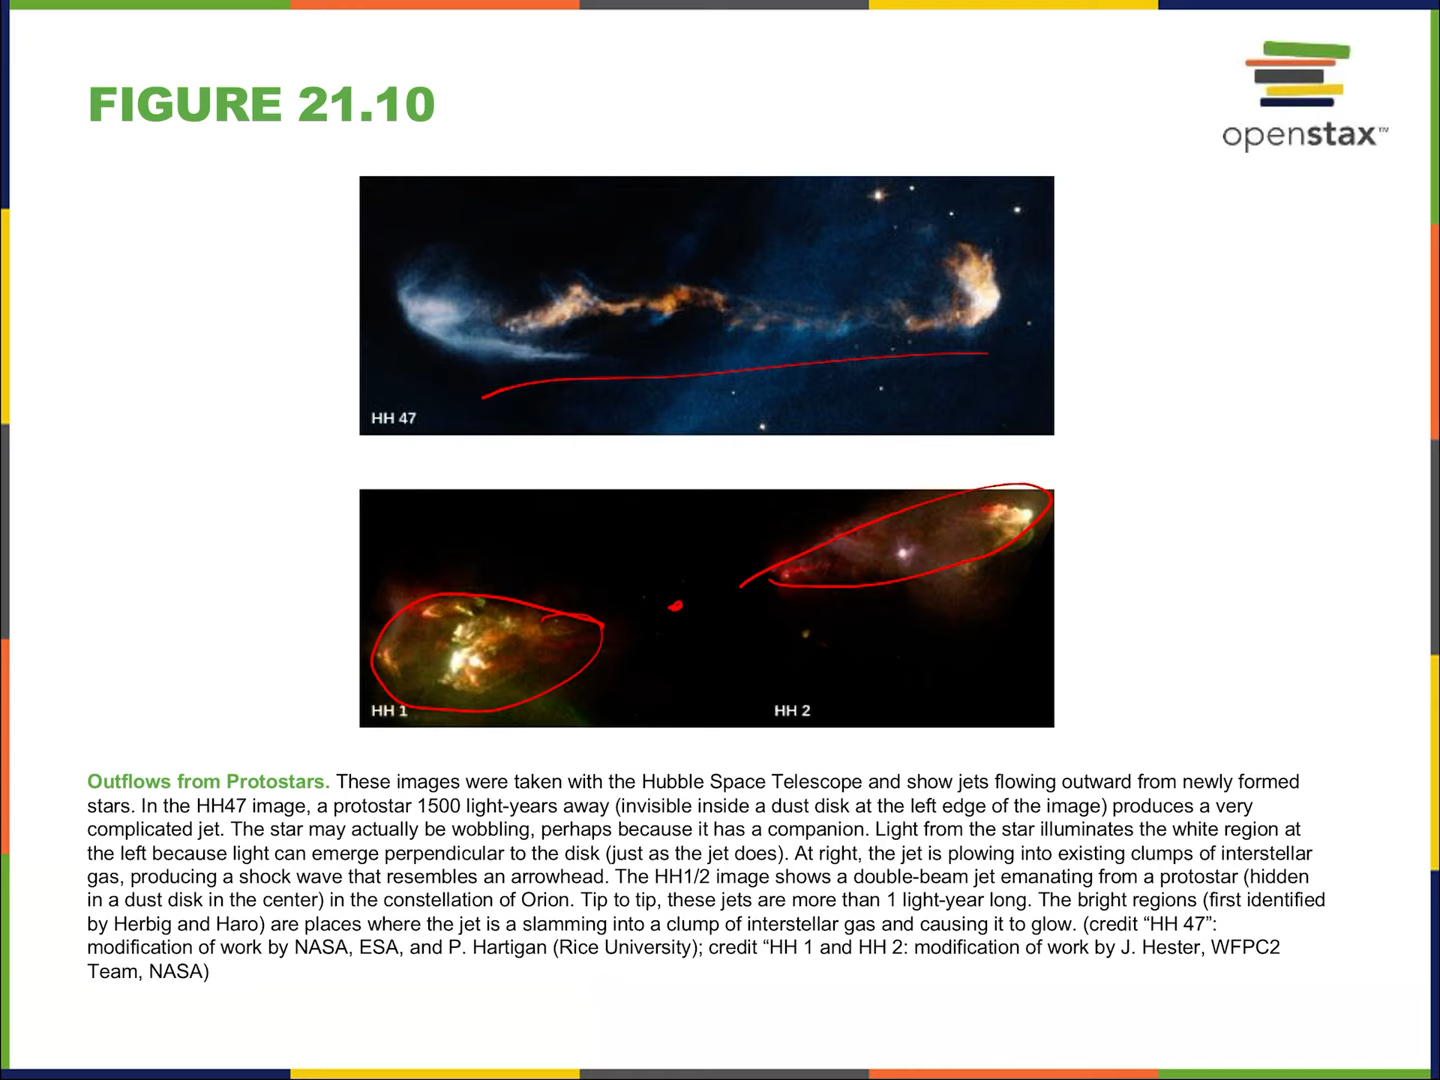 FIGURE 21.10
openstax™
HH 47
HH 1
HH 2
Outflows from Protostars. These images were taken with the Hubble Space Telescope and show jets flowing outward from newly formed
stars. In the HH47 image, a protostar 1500 light-years away (invisible inside a dust disk at the left edge of the image) produces a very
complicated jet. The star may actually be wobbling, perhaps because it has a companion. Light from the star illuminates the white region at
the left because light can emerge perpendicular to the disk (just as the jet does). At right, the jet is plowing into existing clumps of interstellar
gas, producing a shock wave that resembles an arrowhead. The HH1/2 image shows a double-beam jet emanating from a protostar (hidden
in a dust disk in the center) in the constellation of Orion. Tip to tip, these jets are more than 1 light-year long. The bright regions (first identified
by Herbig and Haro) are places where the jet is a slamming into a clump of interstellar gas and causing it to glow. (credit “HH 47”:
modification of work by NASA, ESA, and P. Hartigan (Rice University); credit “HH 1 and HH 2: modification of work by J. Hester, WFPC2
Team, NASA)